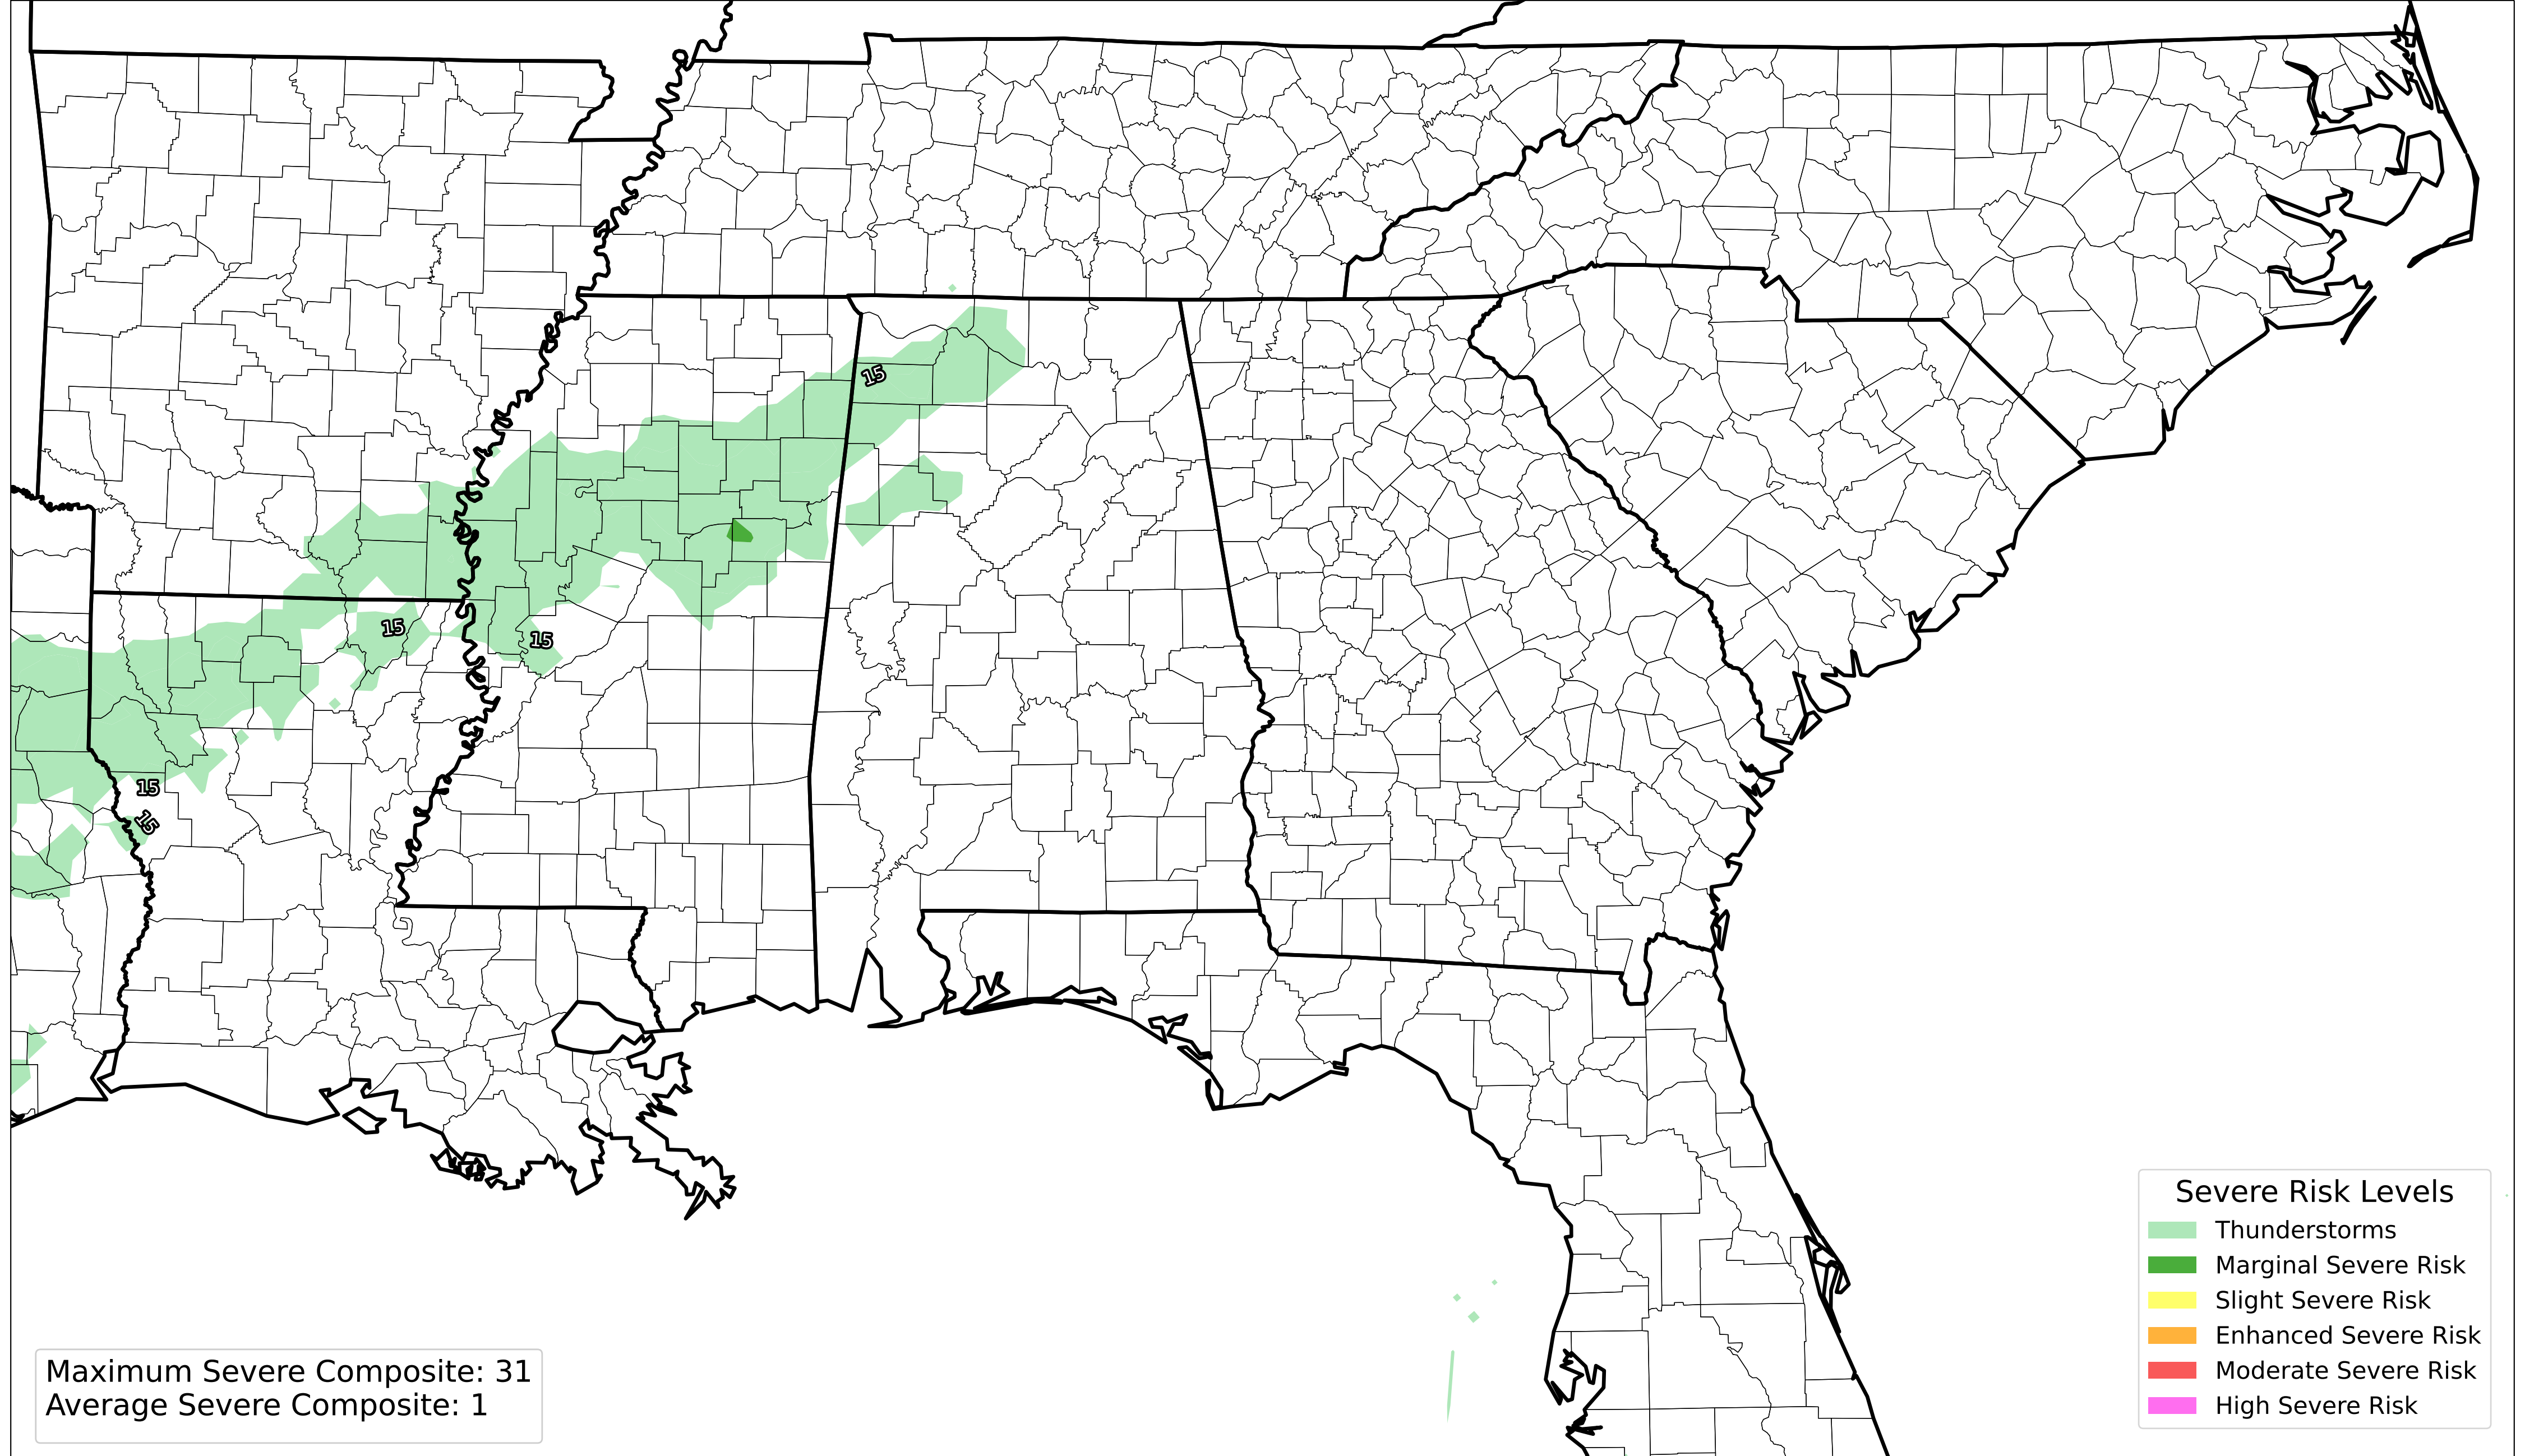 15
15
15
15
15
Severe Risk Levels
Thunderstorms
Marginal Severe Risk
Slight Severe Risk
Enhanced Severe Risk
Moderate Severe Risk
High Severe Risk
Maximum Severe Composite: 31
Average Severe Composite: 1